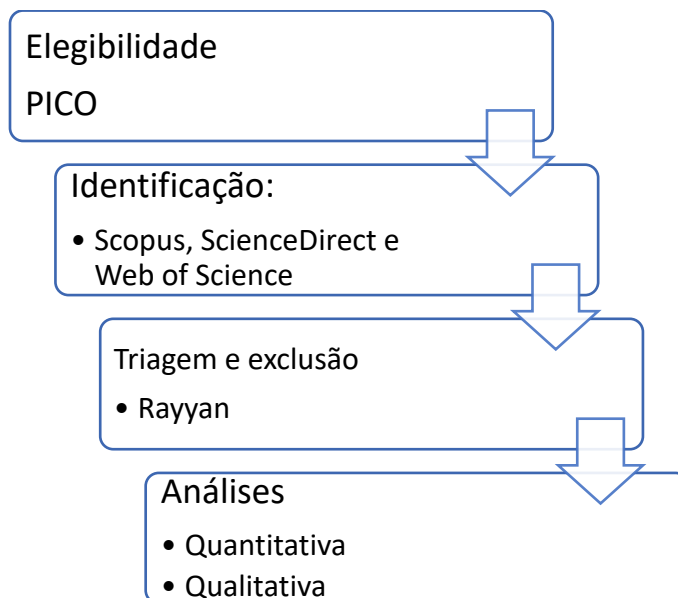 Elegibilidade
PICO
Identificação:
• Scopus, ScienceDirect e
Web of Science
Triagem e exclusão
• Rayyan
Análises
• Quantitativa
• Qualitativa